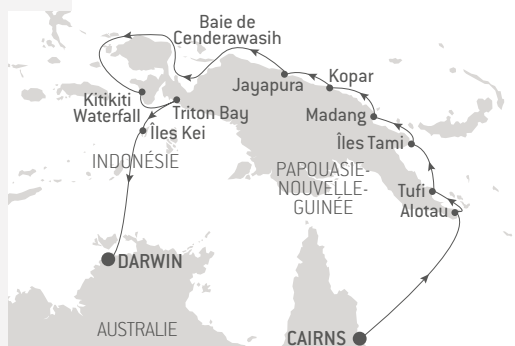 Baie de
Cenderawasih
Jayapura
Kopar
Kitikiti
Waterfall
Triton Bay
Madang
Îles Kei
Îles Tami
INDONÉSIE
PAPOUASIE-
NOUVELLE-
GUINÉE
Tufi
Alotau
DARWIN
AUSTRALIE
CAIRNS